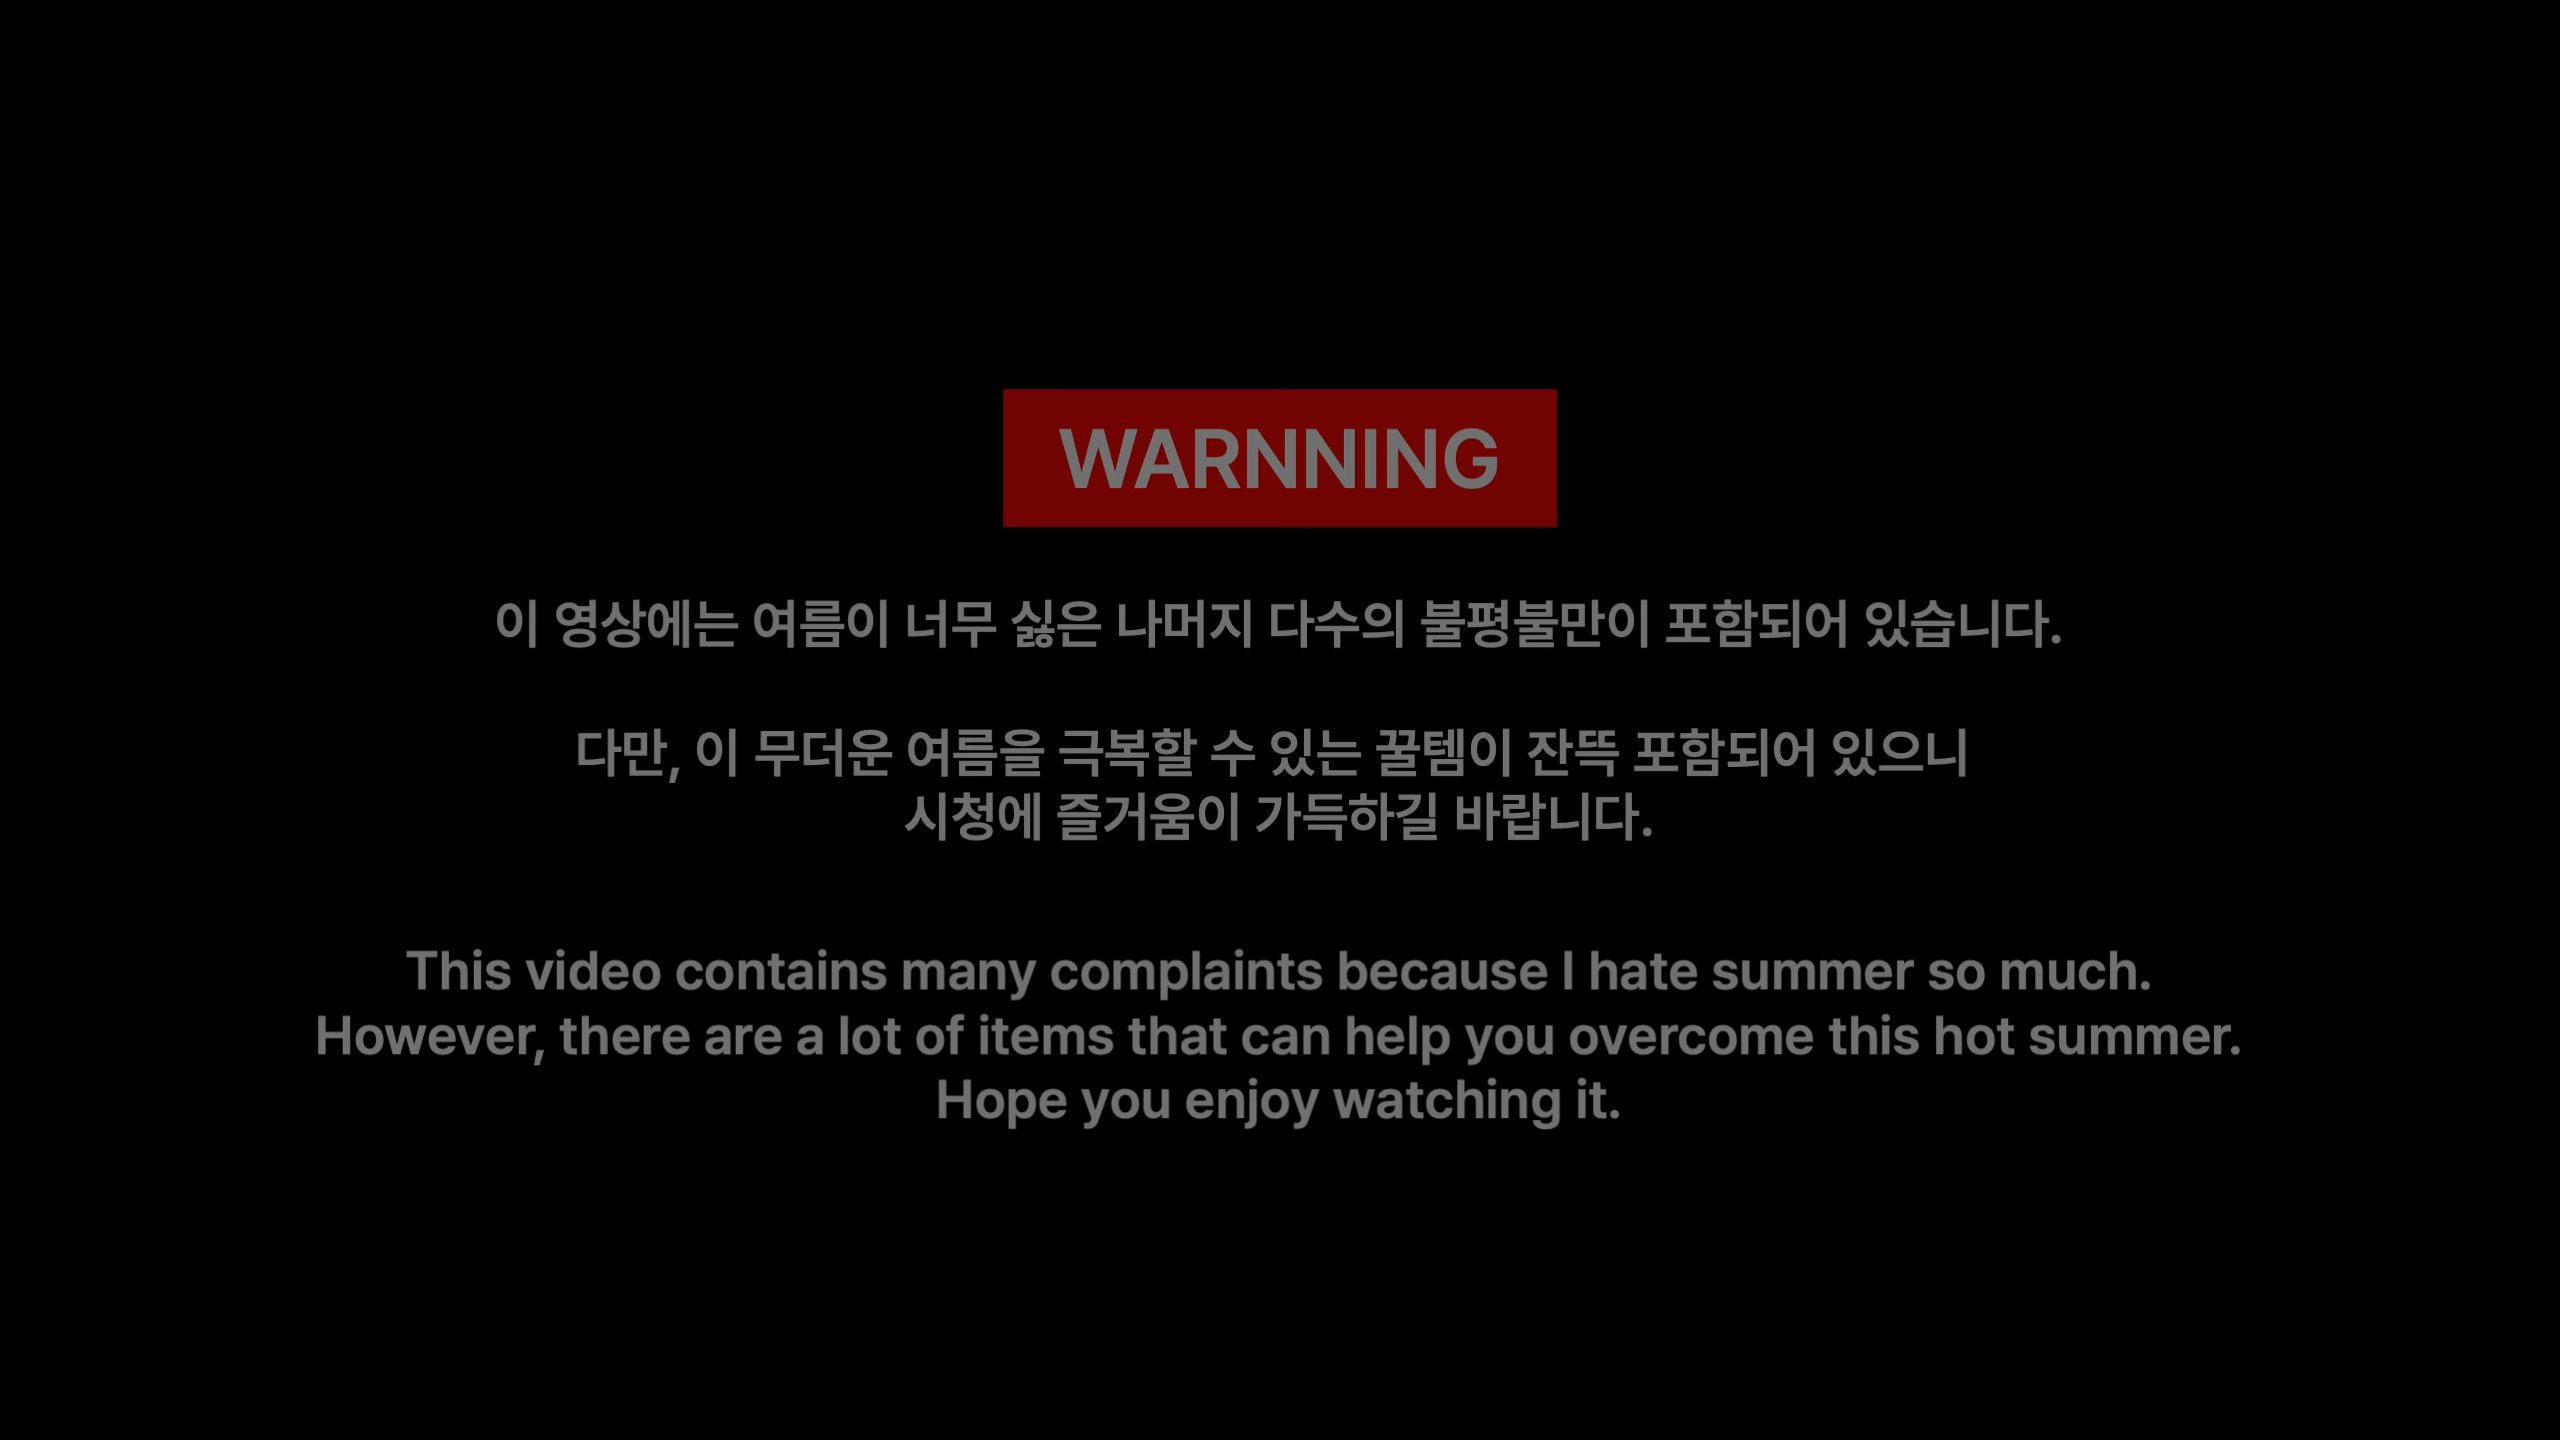 WARNNING
이 영상에는 여름이 너무 싫은 나머지 다수의 불평불만이 포함되어 있습니다.
다만, 이 무더운 여름을 극복할 수 있는 꿀템이 잔뜩 포함되어 있으니
시청에 즐거움이 가득하길 바랍니다.
This video contains many complaints because I hate summer so much.
However, there are a lot of items that can help you overcome this hot summer.
Hope you enjoy watching it.